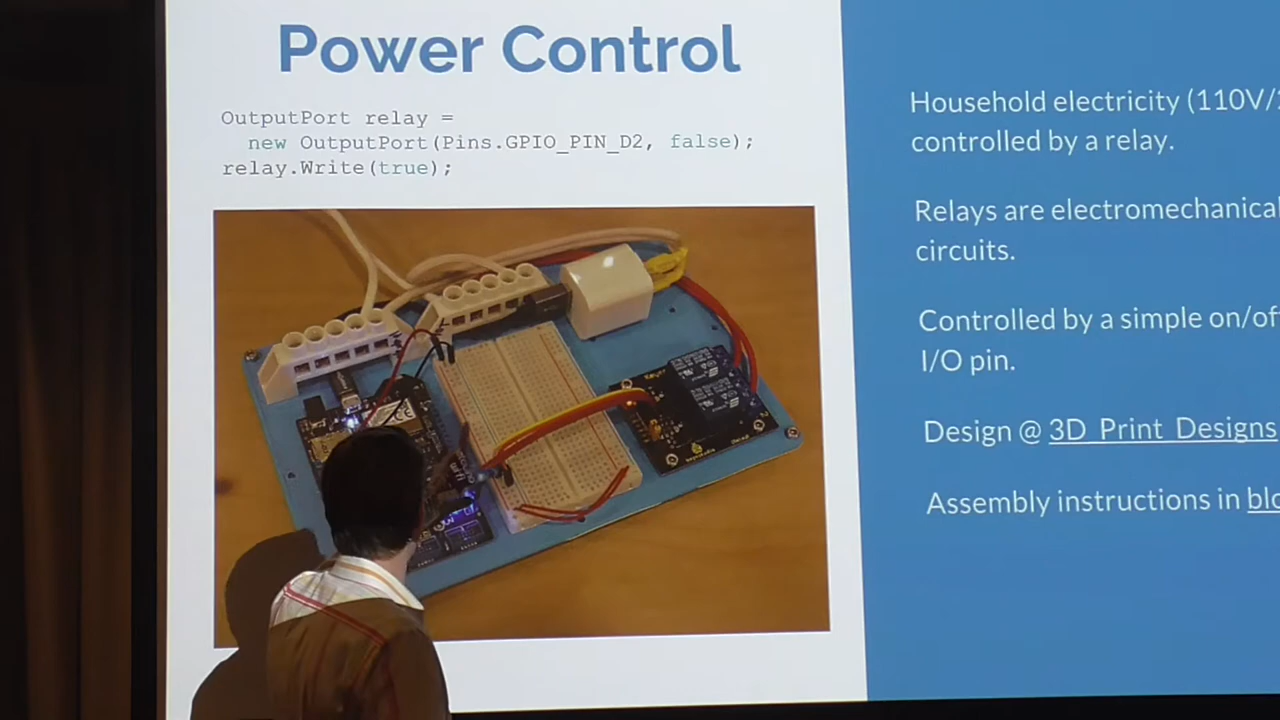 Power Control
OutputPort relay =
new OutputPort(Pins.GPIO_PIN_D2, false);
relay.Write(true);
Household electricity (110V/
controlled by a relay.
Relays are electromechanical
circuits.
Controlled by a simple on/of
I/O pin.
Design @ 3D Print Designs
Assembly instructions in blo